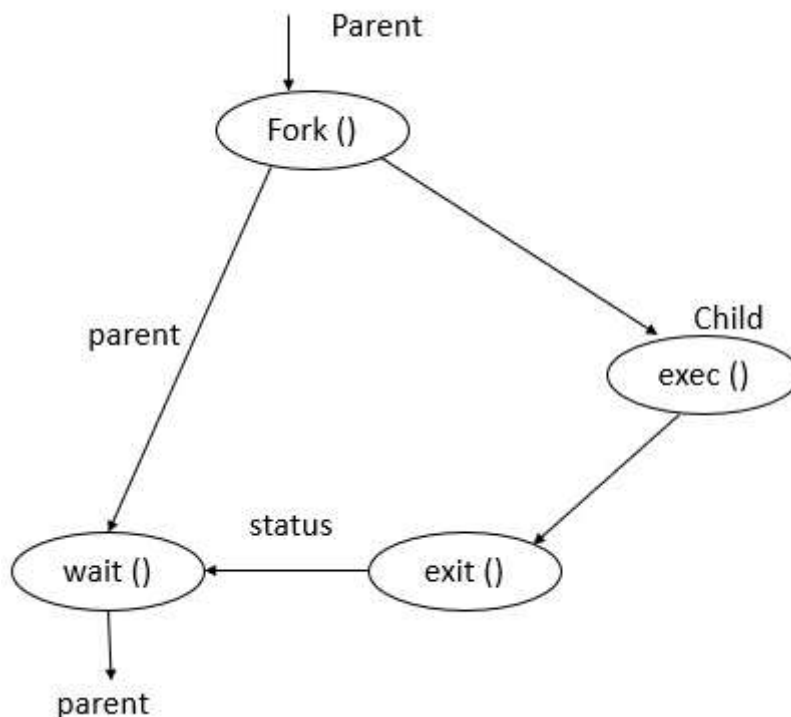 Parent
Fork ()
parent
Child
exec ()
status
wait ()
exit ()
parent